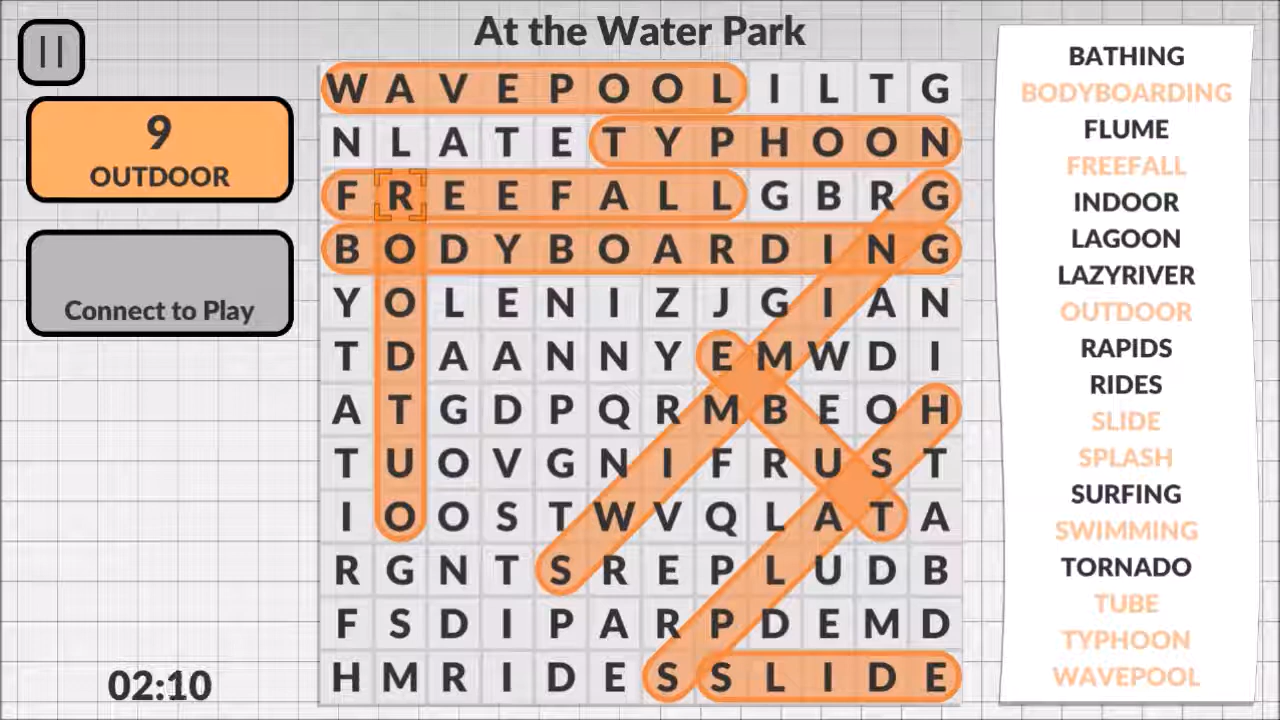 At the Water Park
9
OUTDOOR
Connect to Play
02:10
W A V E P O O L I L T G
N L A T E T Y P H O O N
F R E E F A L L G B R G
B O D Y B O A R D I N G
Y O L E N I Z J G I A N
T D A A N N Y E M W D I
A T G D P Q R M B E O H
T U O V G N I F R U S T
I O O S T W V Q L A T A
R G N T S R E P L U D B
F S D I P A R P D E M D
H M R I D E S S L I D E
BATHING
BODYBOARDING
FLUME
FREEFALL
INDOOR
LAGOON
LAZYRIVER
OUTDOOR
RAPIDS
RIDES
SLIDE
SPLASH
SURFING
SWIMMING
TORNADO
TUBE
TYPHOON
WAVEPOOL